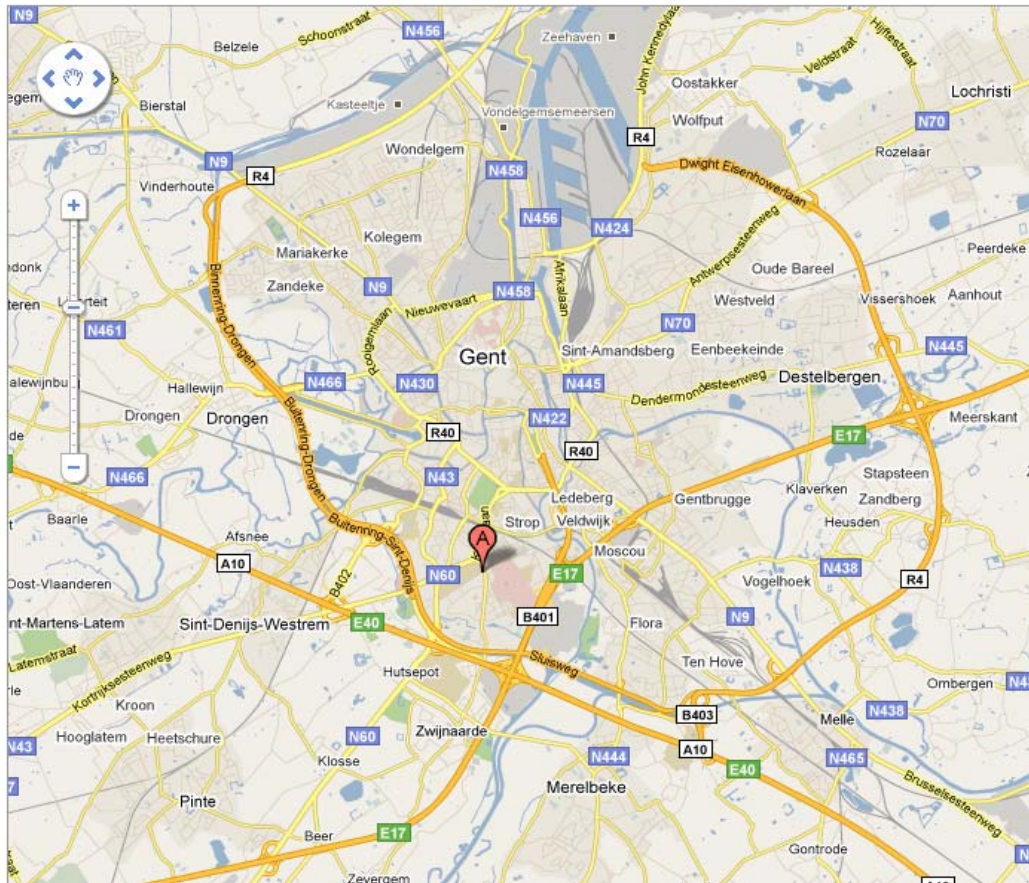 N9
N456
Schoonstraat
Zeehaven
John Kennedylaan
Hijftestraat
Belzele
Veldstraat
Oostakker
Lochristi
Kasteeltje
Bierstal
Vondelgemsemeersen
Wolfput
N70
R4
Wondelgem
N9
R4
N458
Dwight Eisenhowerlaan
Rozelaar
Vinderhoute
N456
N424
Kolegem
Mariakerke
Antwerpsesteenweg
Peerdeke
Binnenring-Drongen
Afrikalaan
Oude Bareel
Zandeke
N9
N458
Vissershoek
Aanhout
Westveld
Nieuwevaart
N461
N70
Rooigemlaan
Gent
Sint-Amandsberg
Eenbeekeinde
N445
Hallewijn
N466
N430
N445
Dendermondesteenweg
Destelbergen
Drongen
Drongen
Buitenring-Drongen
N422
Meerskant
R40
E17
R40
N466
N43
Stapsteen
Klaverken
Zandberg
Ledeberg
Gentbrugge
Baarle
Buitenring-Sint-Denijs
Strop
Veldwijk
Heusden
Afsnee
A
Moscou
A10
N60
E17
N438
R4
Oost-Vlaanderen
B402
Vogelhoek
B401
N9
Sint-Denijs-Westrem
E40
Flora
Latemstraat
Sluisweg
Ten Hove
Kortrijksesteenweg
Hutsepot
Ombergen
Kroon
B403
N438
Melle
Hooglatem
Heetschure
N60
Zwijnaarde
A10
N43
Klosse
N444
N465
E40
Merelbeke
Brusselsesteenweg
Pinte
Beer
E17
Gontrode
Zevergem